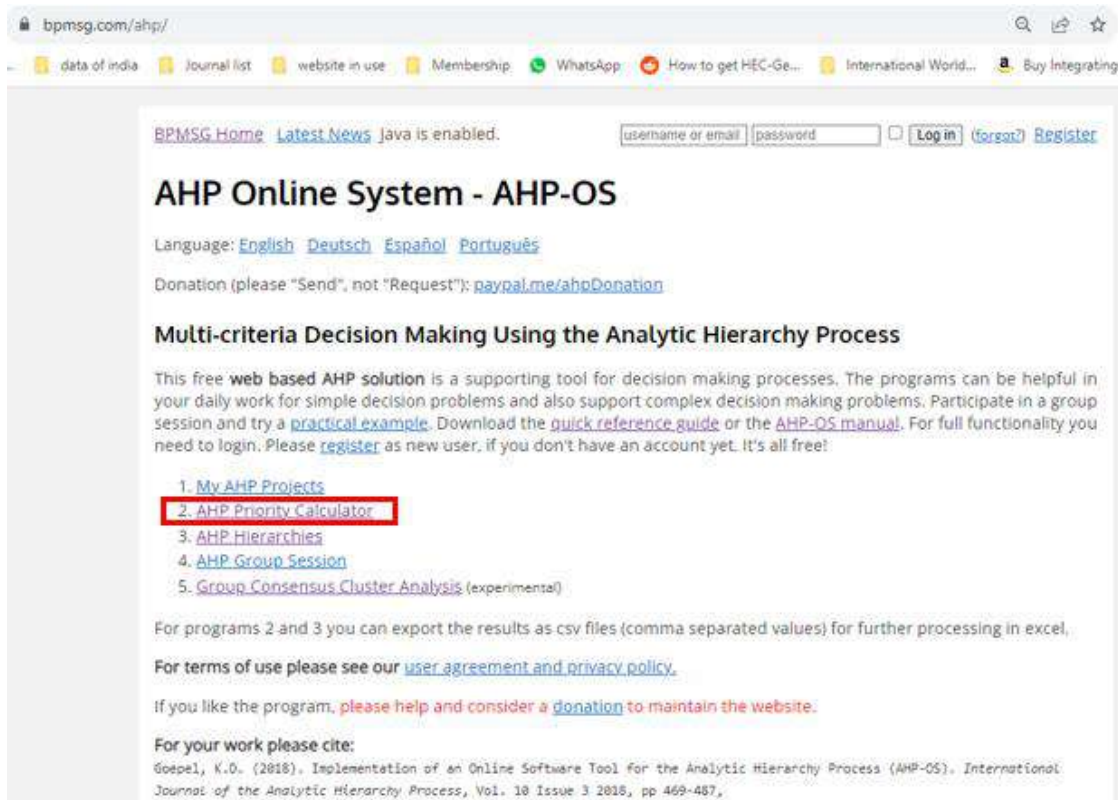 bpmsg.com/ahp/
data of india Journal list website in use Membership WhatsApp How to get HEC-Ge... International World... Buy Integrating
BPMSG Home Latest News Java is enabled. username or email password Log in (forgot?) Register
AHP Online System - AHP-OS
Language: English Deutsch Español Português
Donation (please "Send", not "Request"): paypal.me/ahpDonation
Multi-criteria Decision Making Using the Analytic Hierarchy Process
This free web based AHP solution is a supporting tool for decision making processes. The programs can be helpful in
your daily work for simple decision problems and also support complex decision making problems. Participate in a group
session and try a practical example. Download the quick reference guide or the AHP-OS manual. For full functionality you
need to login. Please register as new user, if you don't have an account yet. It's all free!
1. My AHP Projects
2. AHP Priority Calculator
3. AHP Hierarchies
4. AHP Group Session
5. Group Consensus Cluster Analysis (experimental)
For programs 2 and 3 you can export the results as csv files (comma separated values) for further processing in excel.
For terms of use please see our user agreement and privacy policy.
If you like the program, please help and consider a donation to maintain the website.
For your work please cite:
Goepel, K.D. (2018). Implementation of an Online Software Tool for the Analytic Hierarchy Process (AHP-OS). International
Journal of the Analytic Hierarchy Process, Vol. 10 Issue 3 2018, pp 469-487,